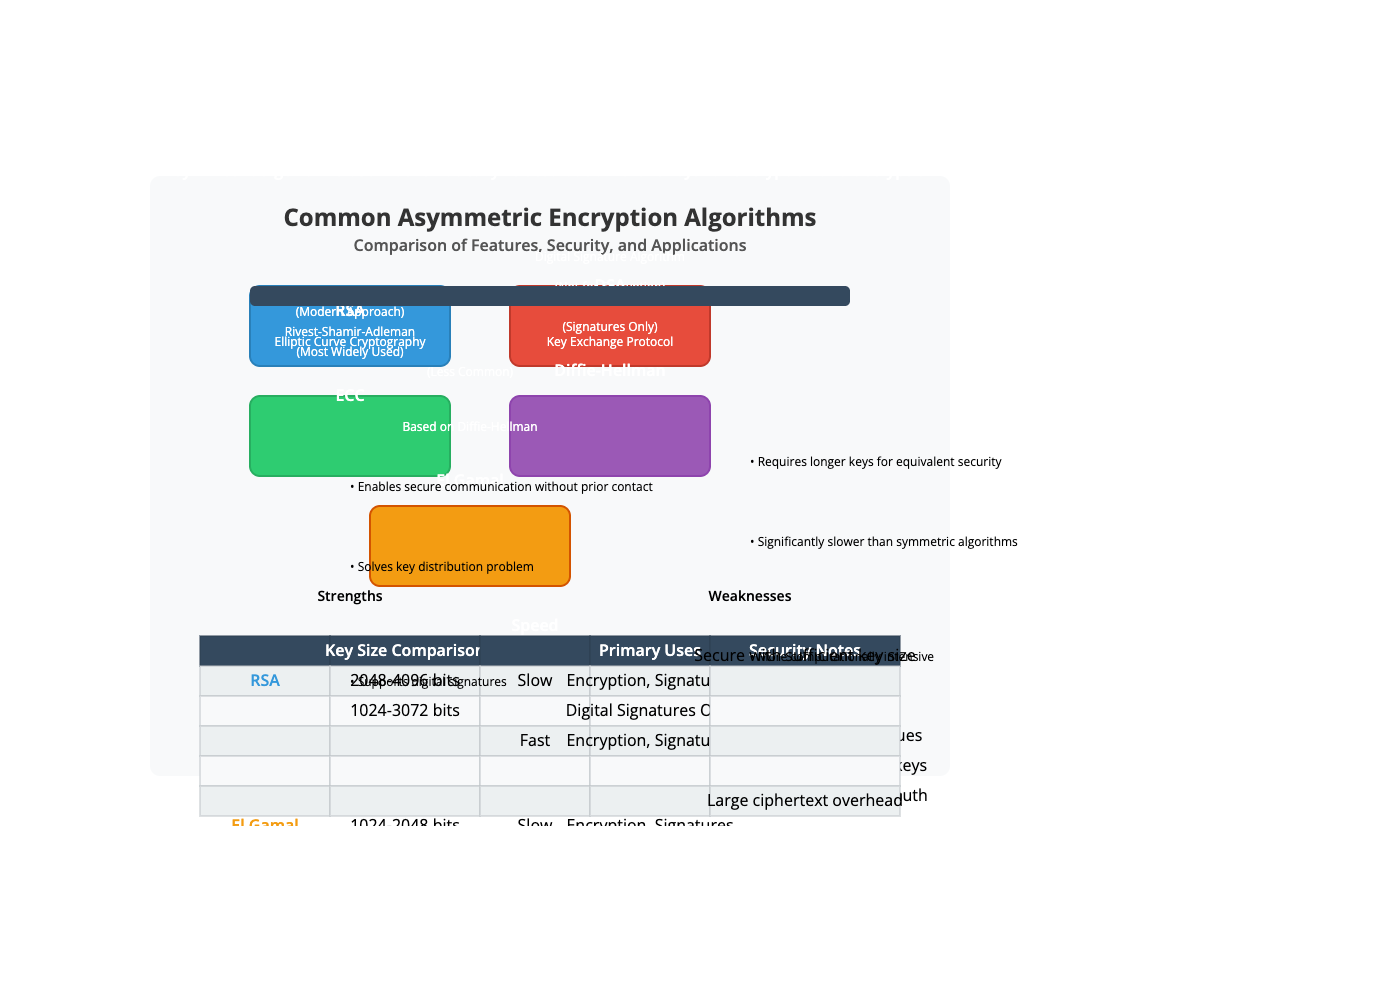 Common Asymmetric Encryption Algorithms
Comparison of Features, Security, and Applications
RSA
(Modern Approach)
Rivest-Shamir-Adleman
Elliptic Curve Cryptography
(Most Widely Used)
(Signatures Only)
Key Exchange Protocol
Diffie-Hellman
ECC
Based on Diffie-Hellman
• Requires longer keys for equivalent security
• Enables secure communication without prior contact
• Significantly slower than symmetric algorithms
• Solves key distribution problem
Strengths
Weaknesses
Speed
Key Size Comparison
Primary Uses
Security Notes
Secure with sufficient key size
RSA
2048-4096 bits
• Supports digital signatures
Slow
Encryption, Signatu
1024-3072 bits
Digital Signatures O
Fast
Encryption, Signatu
ues
keys
Large ciphertext overhead
uth
El Gamal
1024-2048 bits
Slow
Encryption, Signatures